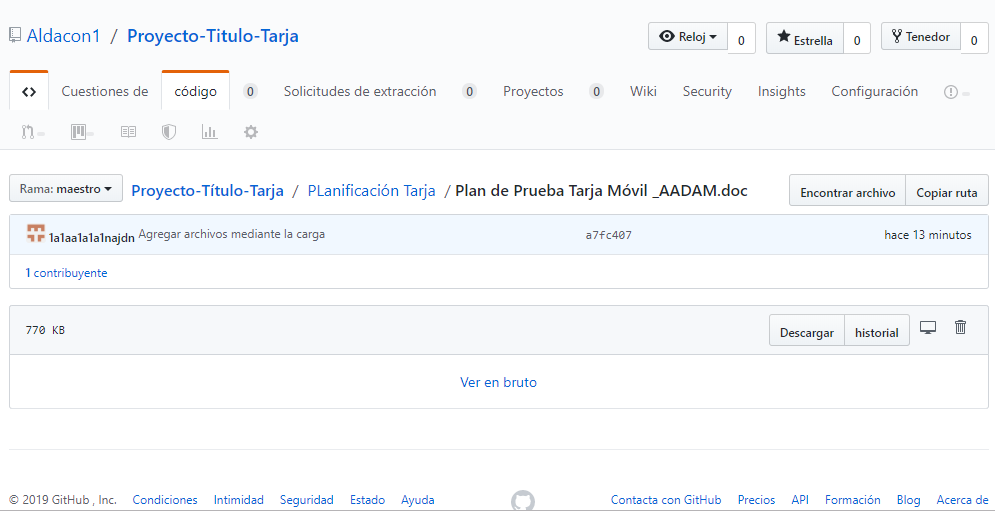 Aldacon1 / Proyecto-Titulo-Tarja
Reloj 0 Estrella 0 Tenedor 0
<> Cuestiones de código 0 Solicitudes de extracción 0 Proyectos 0 Wiki Security Insights Configuración
Rama: maestro Proyecto-Título-Tarja / PLanificación Tarja / Plan de Prueba Tarja Móvil _AADAM.doc Encontrar archivo Copiar ruta
1a1aa1a1a1najdn Agregar archivos mediante la carga a7fc407 hace 13 minutos
1 contribuyente
770 KB Descargar historial
Ver en bruto
© 2019 GitHub , Inc. Condiciones Intimidad Seguridad Estado Ayuda Contacta con GitHub Precios API Formación Blog Acerca de